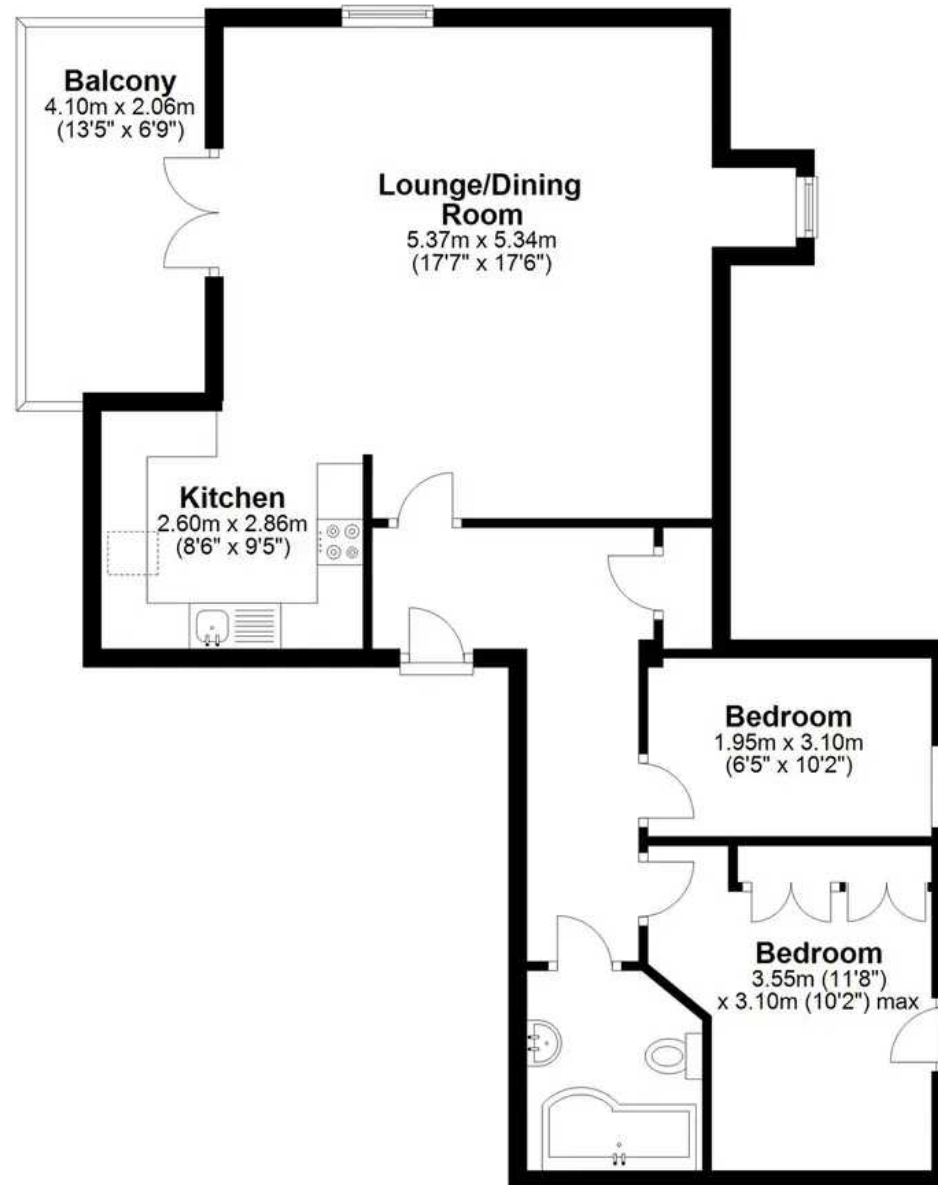 Balcony
4.10m x 2.06m
(13'5" x 6'9")
Lounge/Dining
Room
5.37m x 5.34m
(17'7" x 17'6")
Kitchen
2.60m x 2.86m
(8'6" x 9'5")
Bedroom
1.95m x 3.10m
(6'5" x 10'2")
Bedroom
3.55m (11'8")
x 3.10m (10'2") max